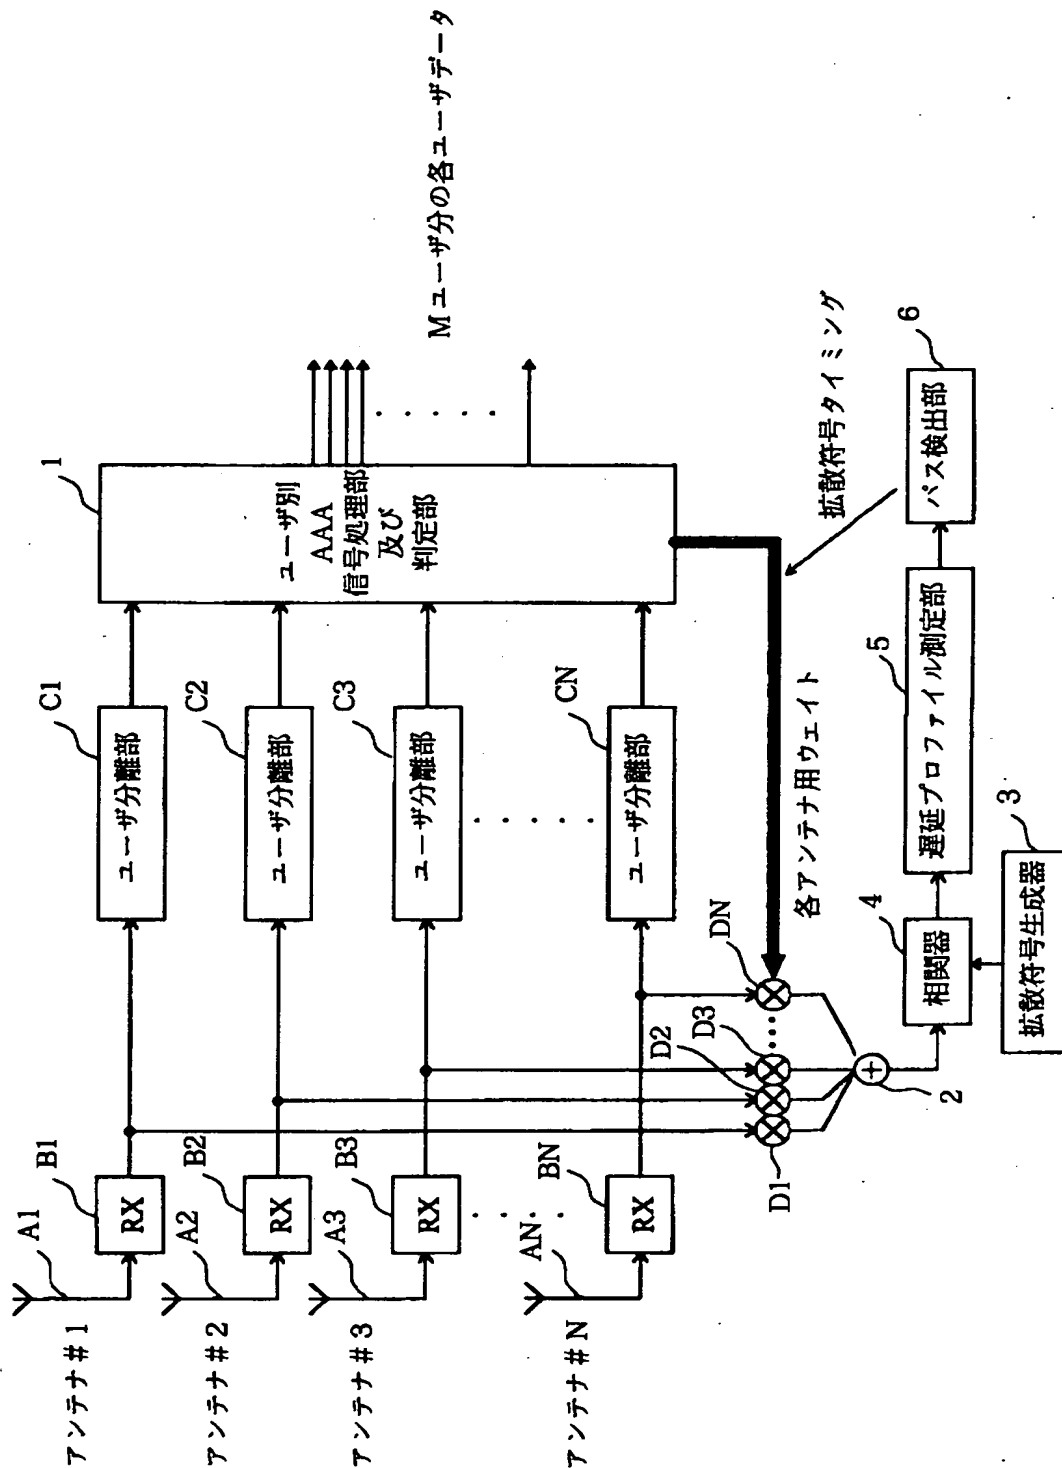 アンテナ#1
A1
B1
RX
C1
ユーザ分離部
1
ユーザ別
AAA
信号処理部
及び
判定部
Mユーザ分の各ユーザデータ
アンテナ#2
A2
B2
RX
C2
ユーザ分離部
アンテナ#3
A3
B3
RX
C3
ユーザ分離部
アンテナ#N
AN
BN
RX
CN
ユーザ分離部
D1
D2
D3
DN
各アンテナ用ウェイト
拡散符号タイミング
2
4
相関器
5
遅延プロファイル測定部
6
パス検出部
3
拡散符号生成器